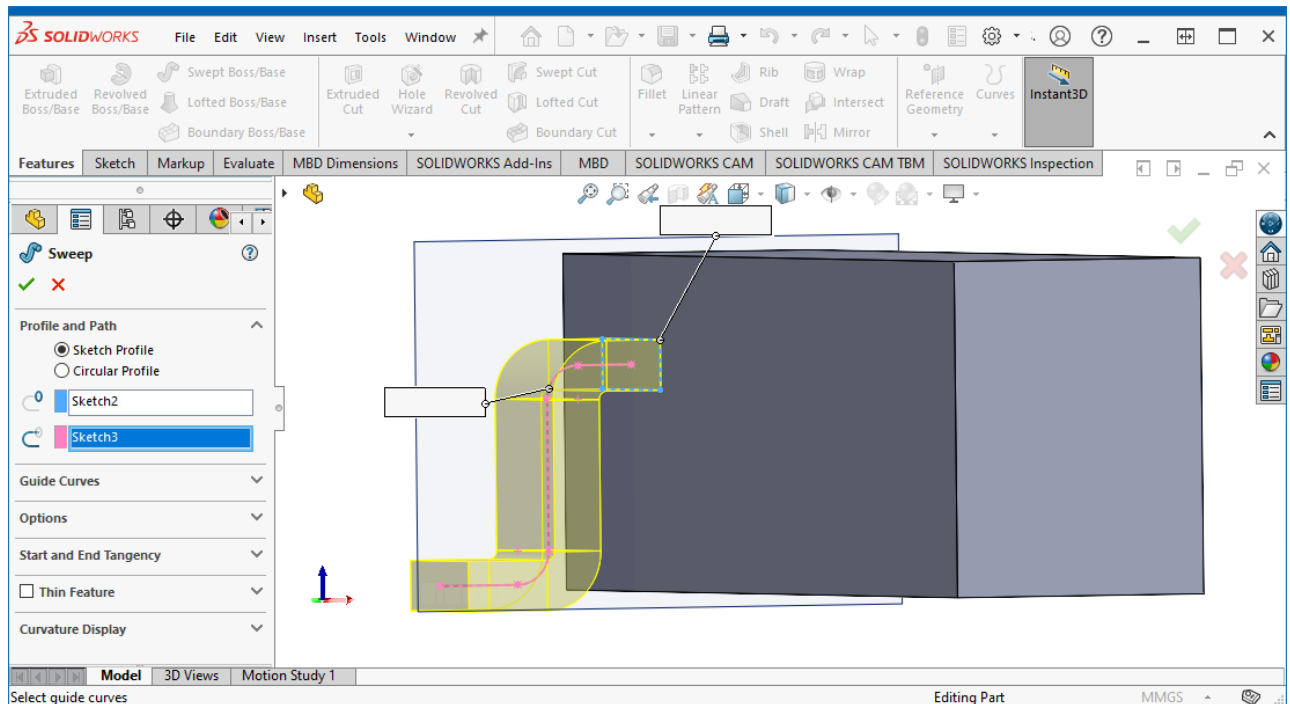 SOLIDWORKS File Edit View Insert Tools Window
Extruded Boss/Base
Revolved Boss/Base
Swept Boss/Base
Lofted Boss/Base
Boundary Boss/Base
Extruded Cut
Hole Wizard
Revolved Cut
Swept Cut
Lofted Cut
Boundary Cut
Fillet
Linear Pattern
Rib
Draft
Shell
Wrap
Intersect
Mirror
Reference Geometry
Curves
Instant3D
Features Sketch Markup Evaluate MBD Dimensions SOLIDWORKS Add-Ins MBD SOLIDWORKS CAM SOLIDWORKS CAM TBM SOLIDWORKS Inspection
Sweep
Profile and Path
Sketch Profile
Circular Profile
Sketch2
Sketch3
Guide Curves
Options
Start and End Tangency
Thin Feature
Curvature Display
Model 3D Views Motion Study 1
Select guide curves Editing Part MMGS